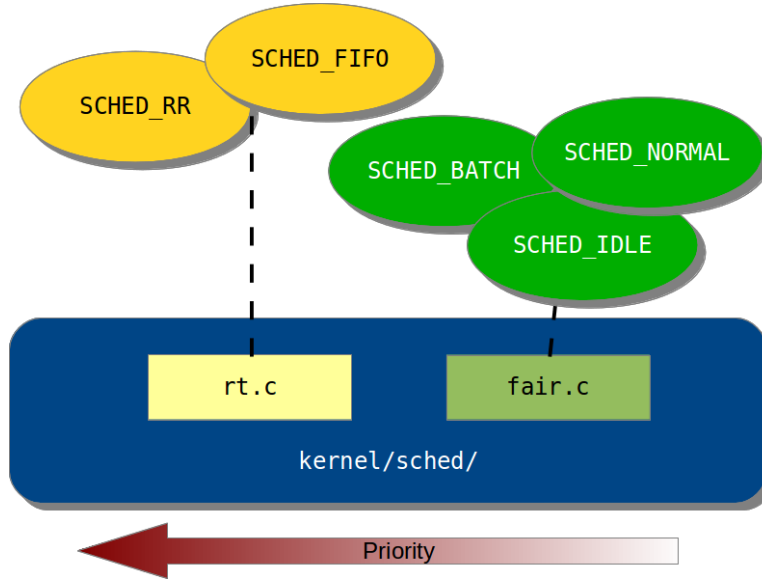 SCHED_FIFO
SCHED_RR
SCHED_NORMAL
SCHED_BATCH
SCHED_IDLE
rt.c
fair.c
kernel/sched/
Priority